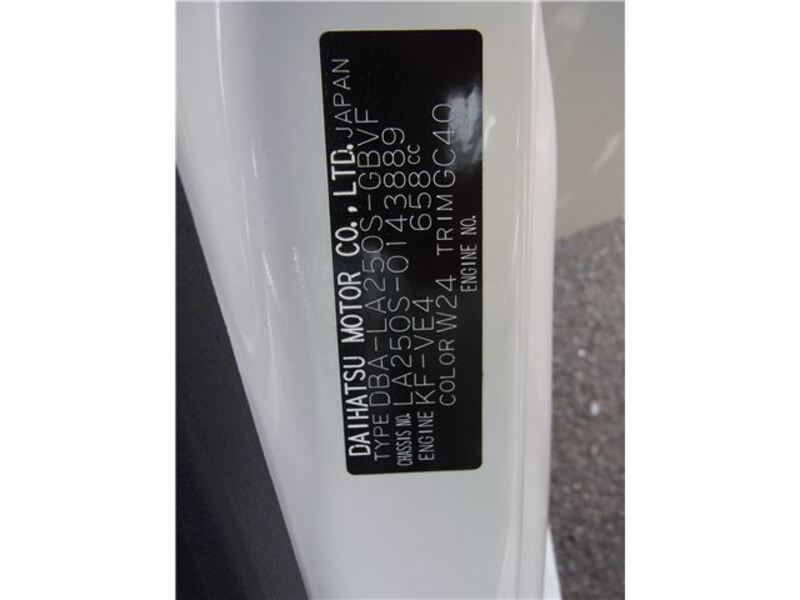 DAIHATSU MOTOR CO., LTD. JAPAN
TYPE DBA-LA250S-GBVF
CHASSIS NO. LA250S-0143889
ENGINE KF-VE4 658cc
COLOR W24 TRIM GC40
ENGINE NO.